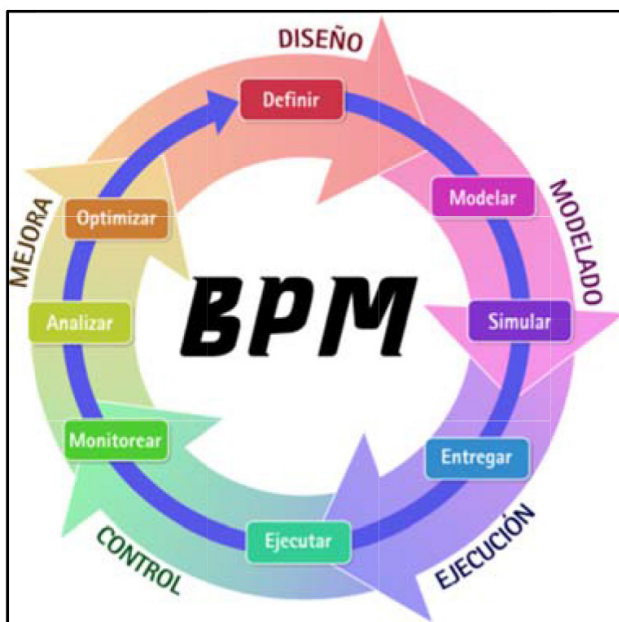 DISEÑO
Definir
Modelar
MODELADO
Simular
Entregar
EJECUCIÓN
Ejecutar
CONTROL
Monitorear
Analizar
MEJORA
Optimizar
BPM